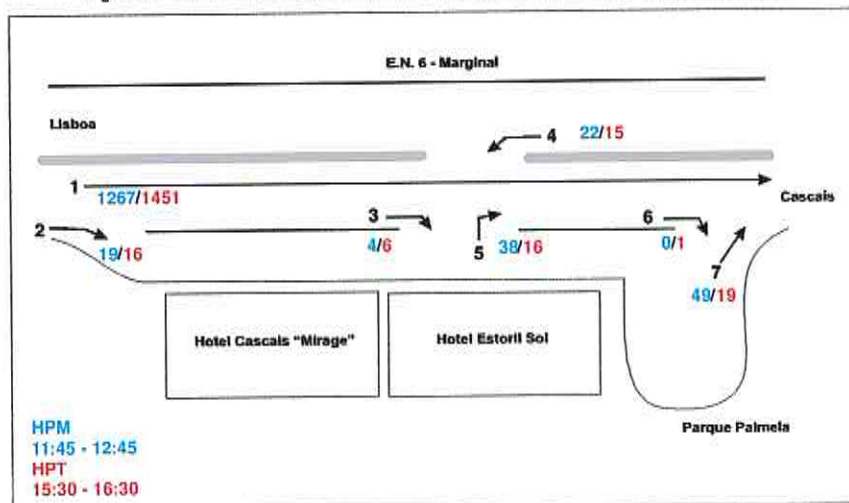 E.N. 6 - Marginal
Lisboa
4 22/15
1
1267/1451
Cascais
2
3
6
19/16
4/6
5
38/16
0/1
7
49/19
Hotel Cascais "Mirage"
Hotel Estoril Sol
Parque Palmela
HPM
11:45 - 12:45
HPT
15:30 - 16:30